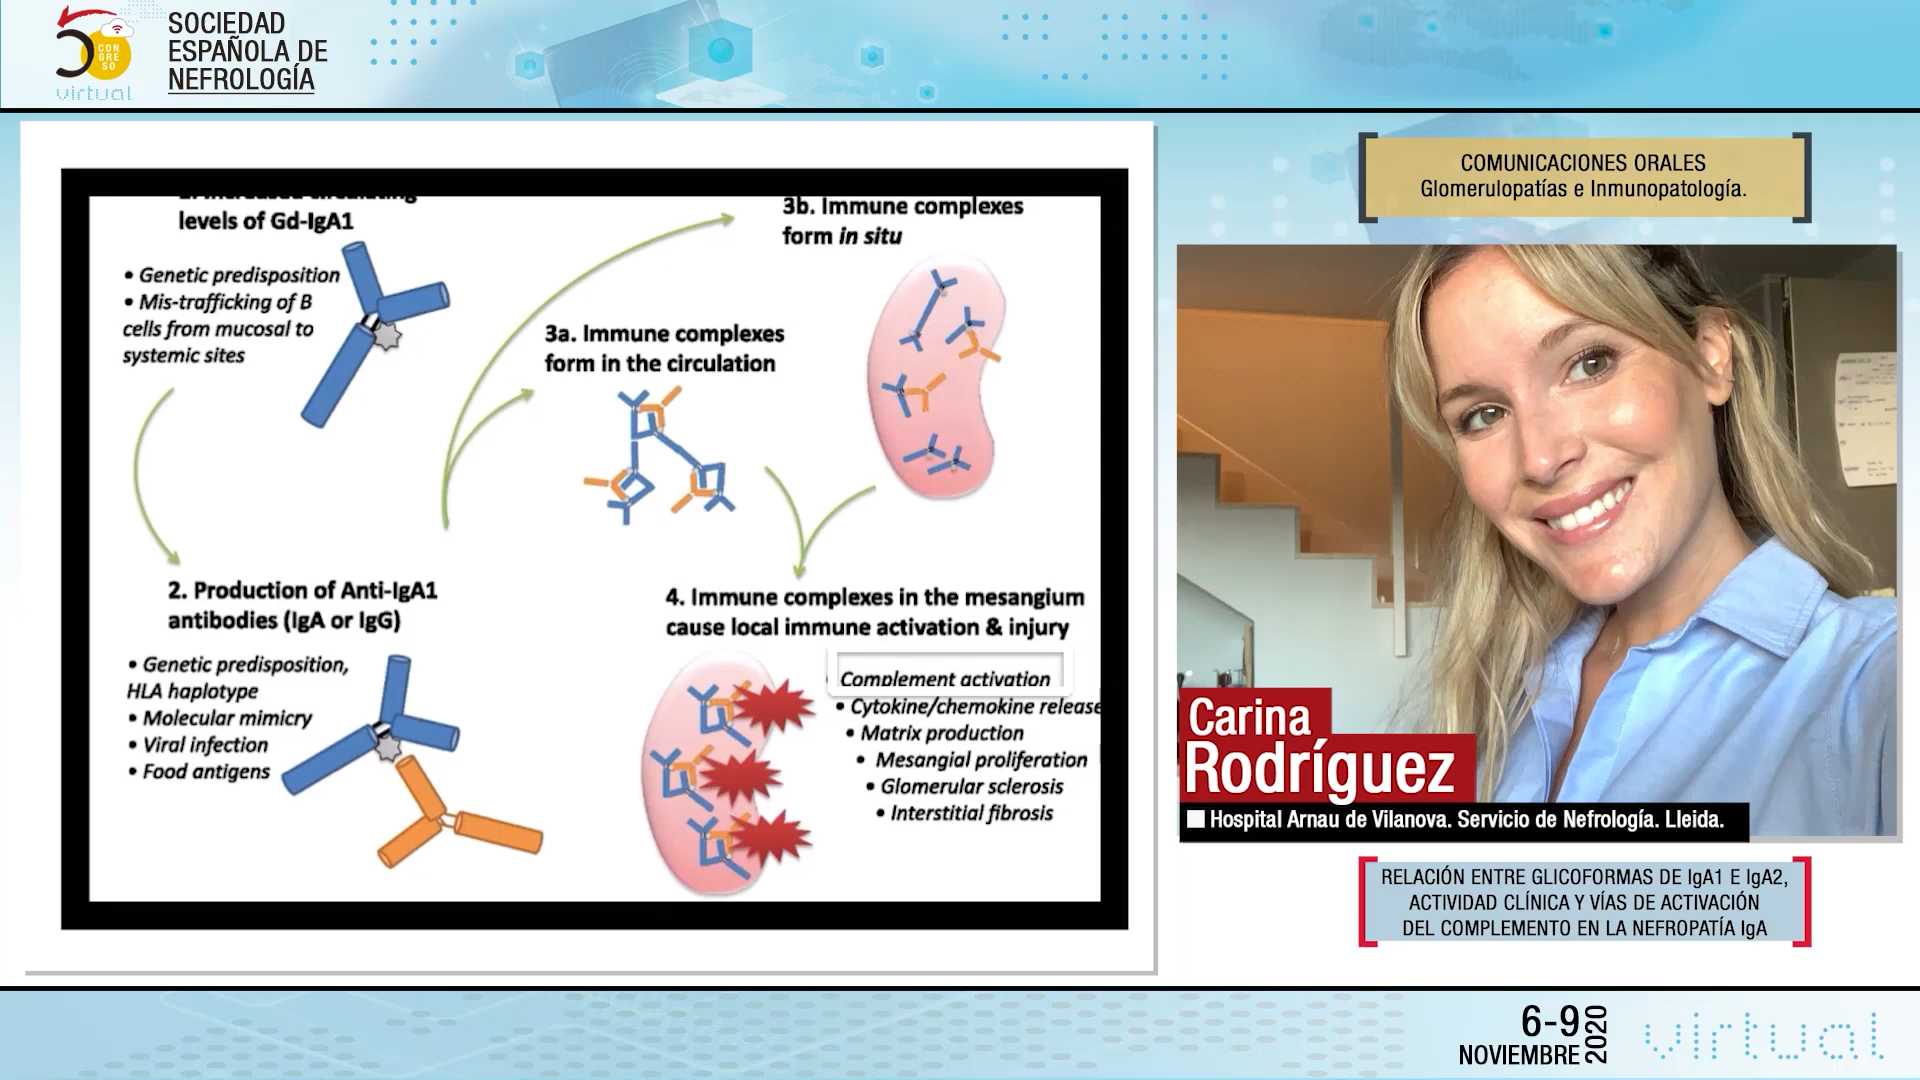 SOCIEDAD
ESPAÑOLA DE
NEFROLOGÍA
CON
GRE
SO
virtual
levels of Gd-IgA1
• Genetic predisposition
• Mis-trafficking of B
cells from mucosal to
systemic sites
3b. Immune complexes
form in situ
3a. Immune complexes
form in the circulation
2. Production of Anti-IgA1
antibodies (IgA or IgG)
• Genetic predisposition,
HLA haplotype
• Molecular mimicry
• Viral infection
• Food antigens
4. Immune complexes in the mesangium
cause local immune activation & injury
Complement activation
• Cytokine/chemokine release
• Matrix production
• Mesangial proliferation
• Glomerular sclerosis
• Interstitial fibrosis
COMUNICACIONES ORALES
Glomerulopatías e Inmunopatología.
Carina
Rodríguez
Hospital Arnau de Vilanova. Servicio de Nefrología. Lleida.
RELACIÓN ENTRE GLICOFORMAS DE IgA1 E IgA2,
ACTIVIDAD CLÍNICA Y VÍAS DE ACTIVACIÓN
DEL COMPLEMENTO EN LA NEFROPATÍA IgA
6-9
NOVIEMBRE
2020
virtual